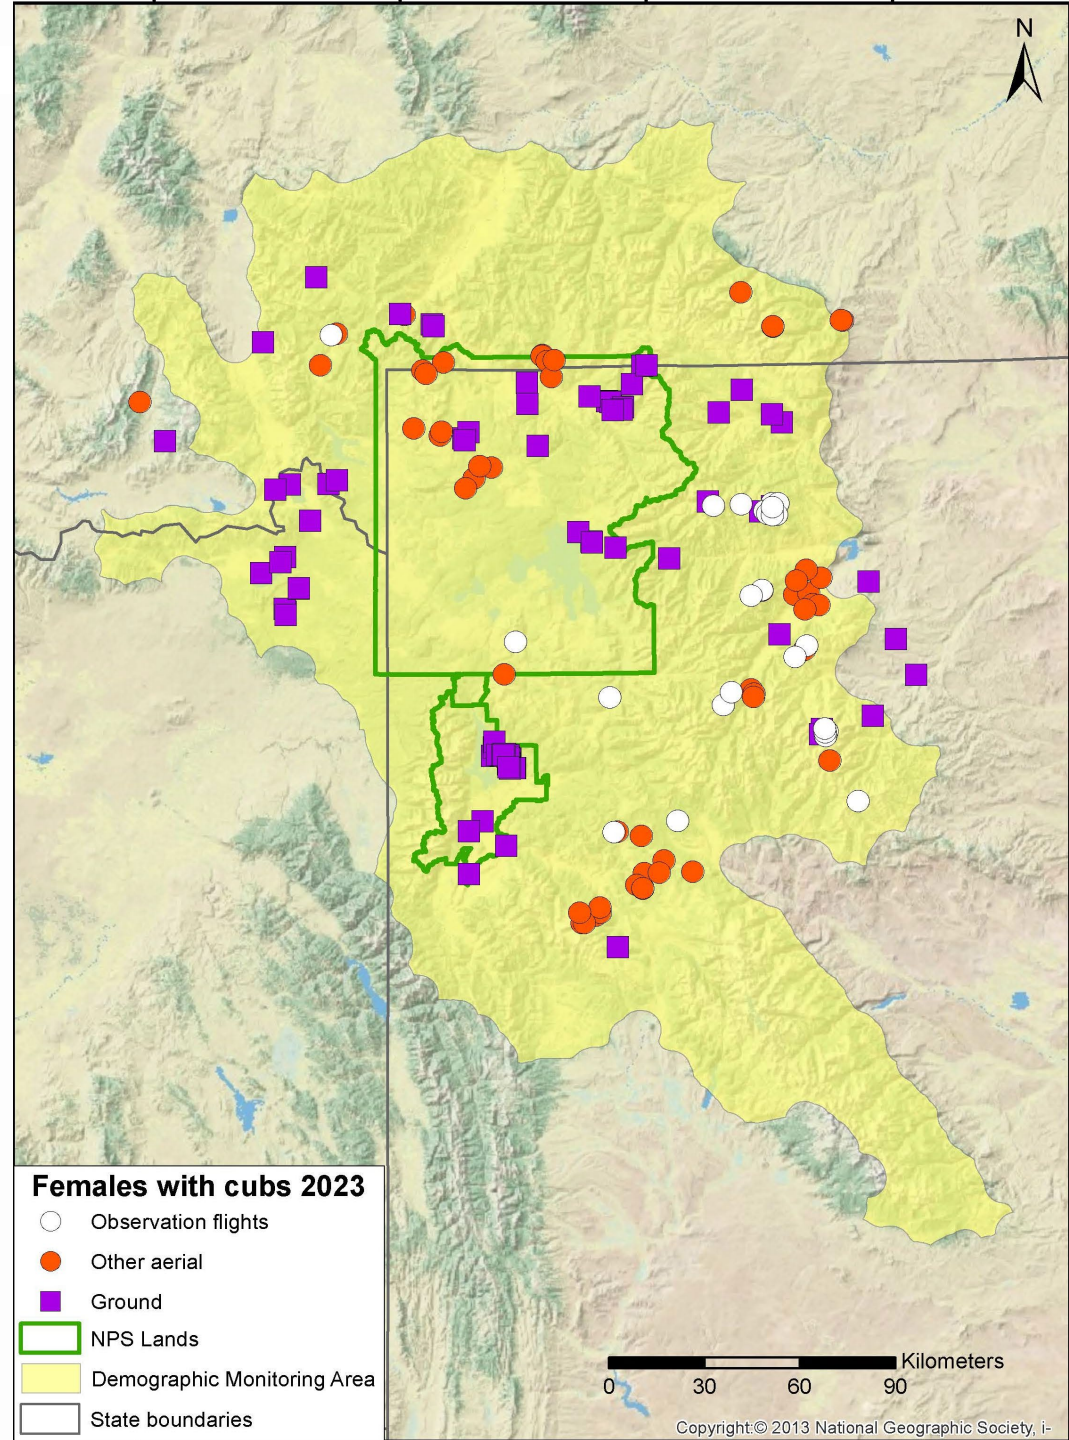 N
Females with cubs 2023
Observation flights
Other aerial
Ground
NPS Lands
Demographic Monitoring Area
State boundaries
Kilometers
0 30 60 90
Copyright:© 2013 National Geographic Society, i-